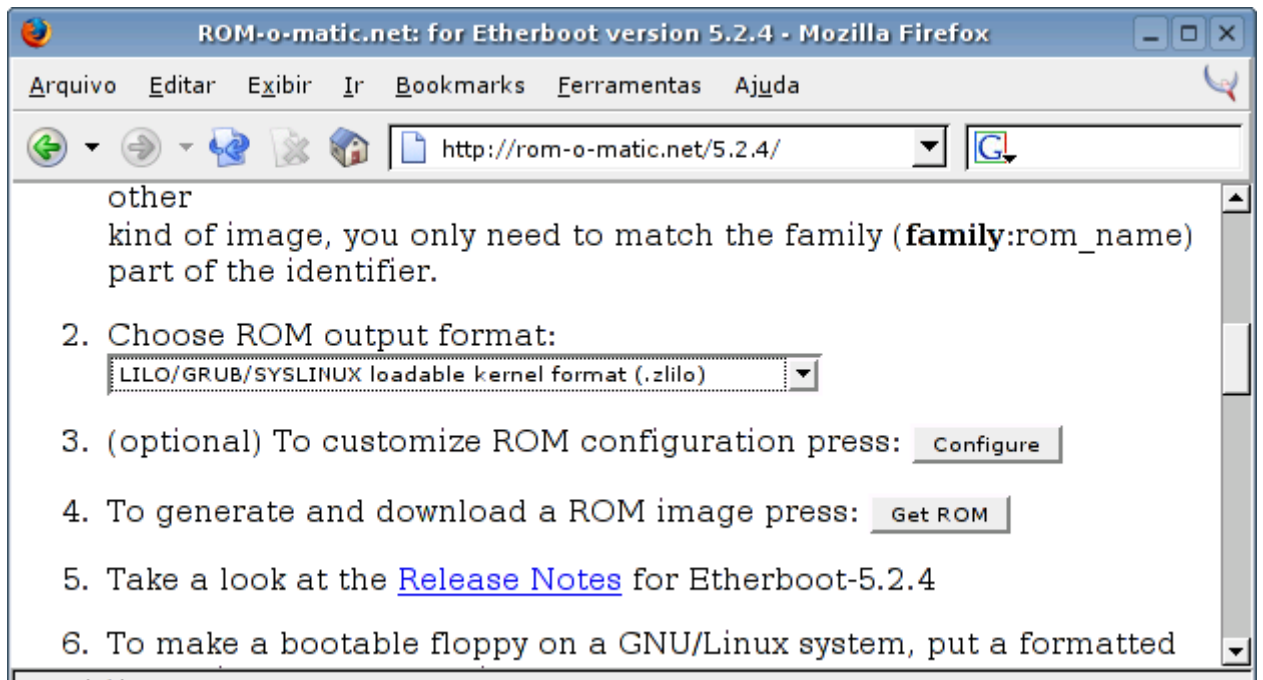 ROM-o-matic.net: for Etherboot version 5.2.4 - Mozilla Firefox
Arquivo Editar Exibir Ir Bookmarks Ferramentas Ajuda
http://rom-o-matic.net/5.2.4/ G
other
kind of image, you only need to match the family (family:rom_name)
part of the identifier.
2. Choose ROM output format:
LILO/GRUB/SYSLINUX loadable kernel format (.zlilo)
3. (optional) To customize ROM configuration press: Configure
4. To generate and download a ROM image press: Get ROM
5. Take a look at the Release Notes for Etherboot-5.2.4
6. To make a bootable floppy on a GNU/Linux system, put a formatted